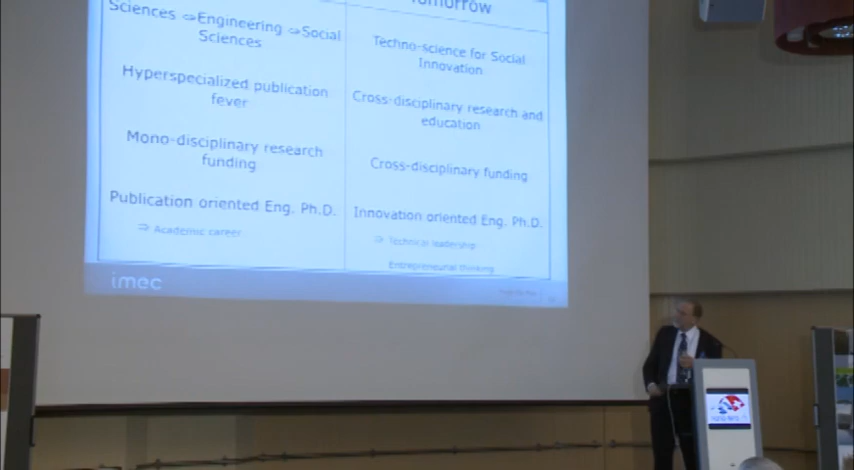 Tomorrow
Sciences ⇔Engineering ⇔Social
Sciences
Techno-science for Social
Innovation
Hyperspecialized publication
fever
Cross-disciplinary research and
education
Mono-disciplinary research
funding
Cross-disciplinary funding
Publication oriented Eng. Ph.D.
⇒ Academic career
Innovation oriented Eng. Ph.D.
⇒ Technical leadership
Entrepreneurial thinking
imec